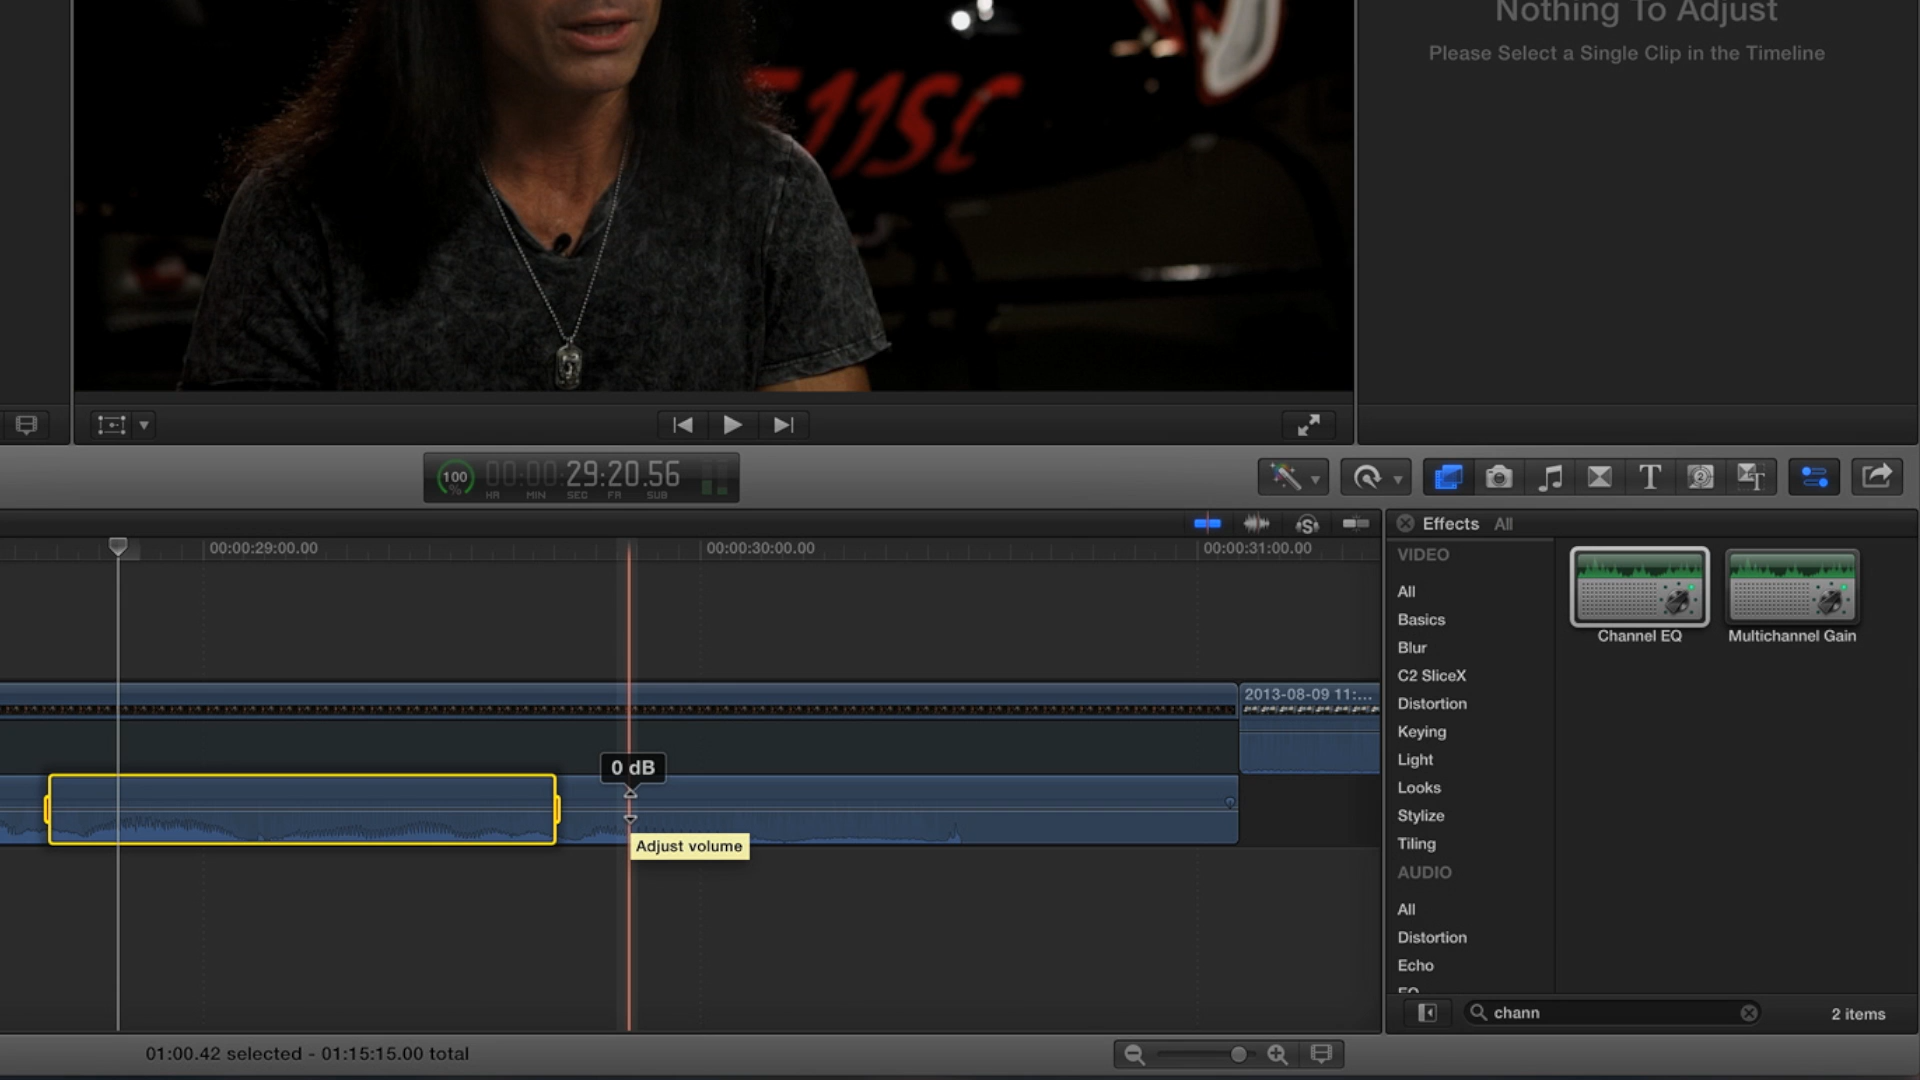 Nothing To Adjust
Please Select a Single Clip in the Timeline
11SC
100
%
00:00:29:20.56
HR MIN SEC FR SUB
Effects All
00:00:29:00.00
00:00:30:00.00
00:00:31:00.00
VIDEO
All
Basics
Blur
C2 SliceX
Distortion
Keying
Light
Looks
Stylize
Tiling
AUDIO
All
Distortion
Echo
EQ
Channel EQ
Multichannel Gain
2013-08-09 11:...
0 dB
Adjust volume
chann
2 items
01:00.42 selected - 01:15:15.00 total